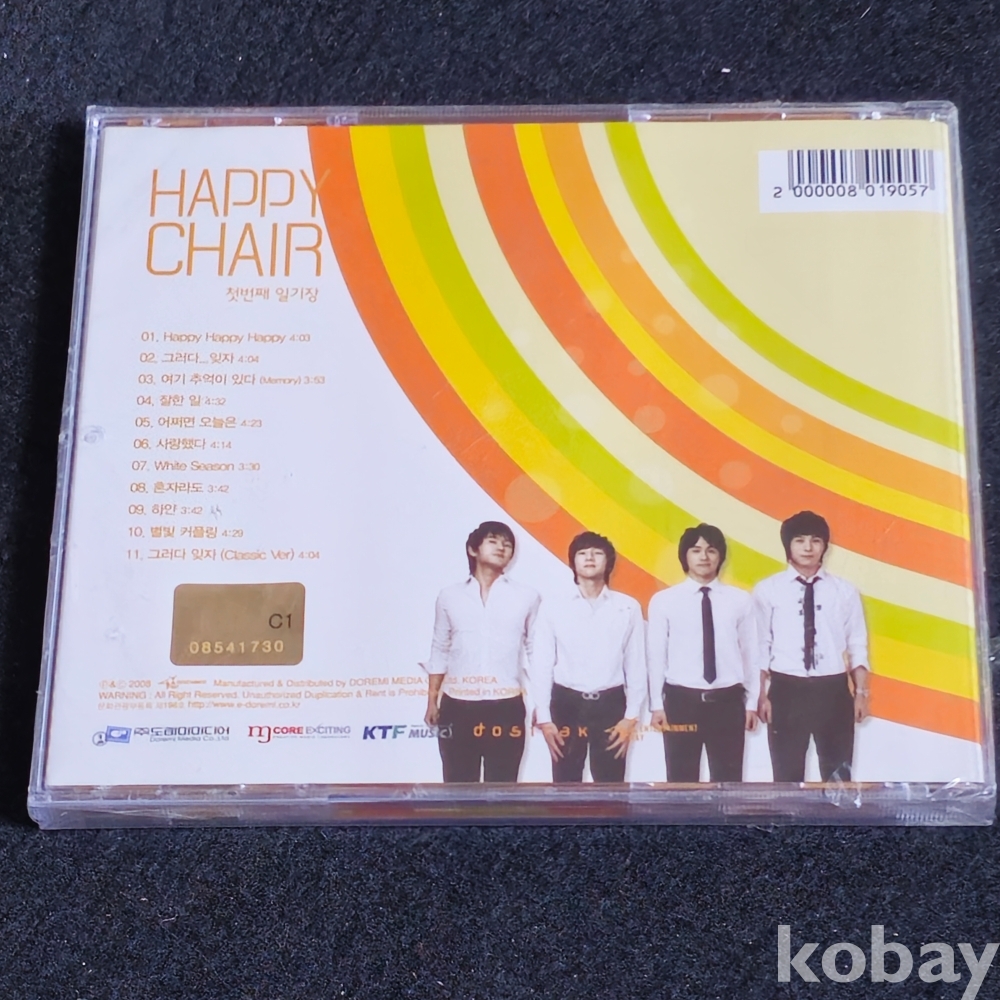 HAPPY
CHAIR
첫번째 일기장
2 000008 019057
01. Happy Happy Happy 4:03
02. 그러다...잊자 4:04
03. 여기 추억이 있다 (Memory) 3:53
04. 잘한 일 4:32
05. 어쩌면 오늘은 4:23
06. 사랑했다 4:14
07. White Season 3:30
08. 혼자라도 3:42
09. 하얀 3:42
10. 별빛 커플링 4:29
11. 그러다 잊자 (Classic Ver) 4:04
C1
08541730
Manufactured & Distributed by DOREMI MEDIA Co., Ltd. KOREA
WARNING : All Right Reserved. Unauthorized Duplication & Rent is Prohibited. Printed in KOREA
http://www.e-doremi.co.kr
㈜도레미미디어
Doremi Media Co., Ltd
CORE EXCITING
KTF MUSIC
kobay